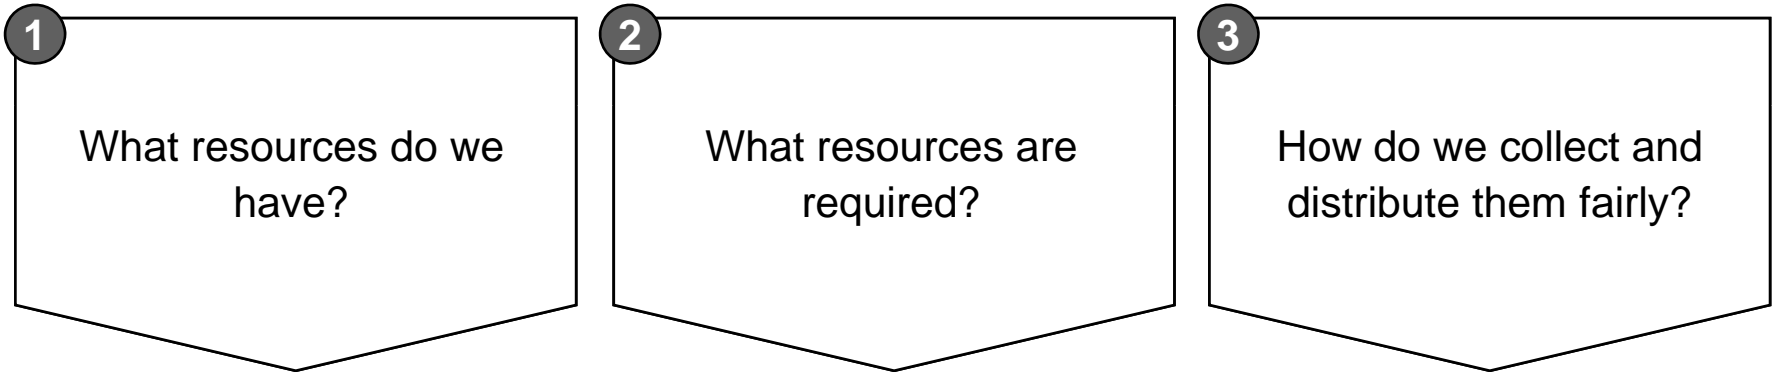 1
What resources do we
have?
2
What resources are
required?
3
How do we collect and
distribute them fairly?